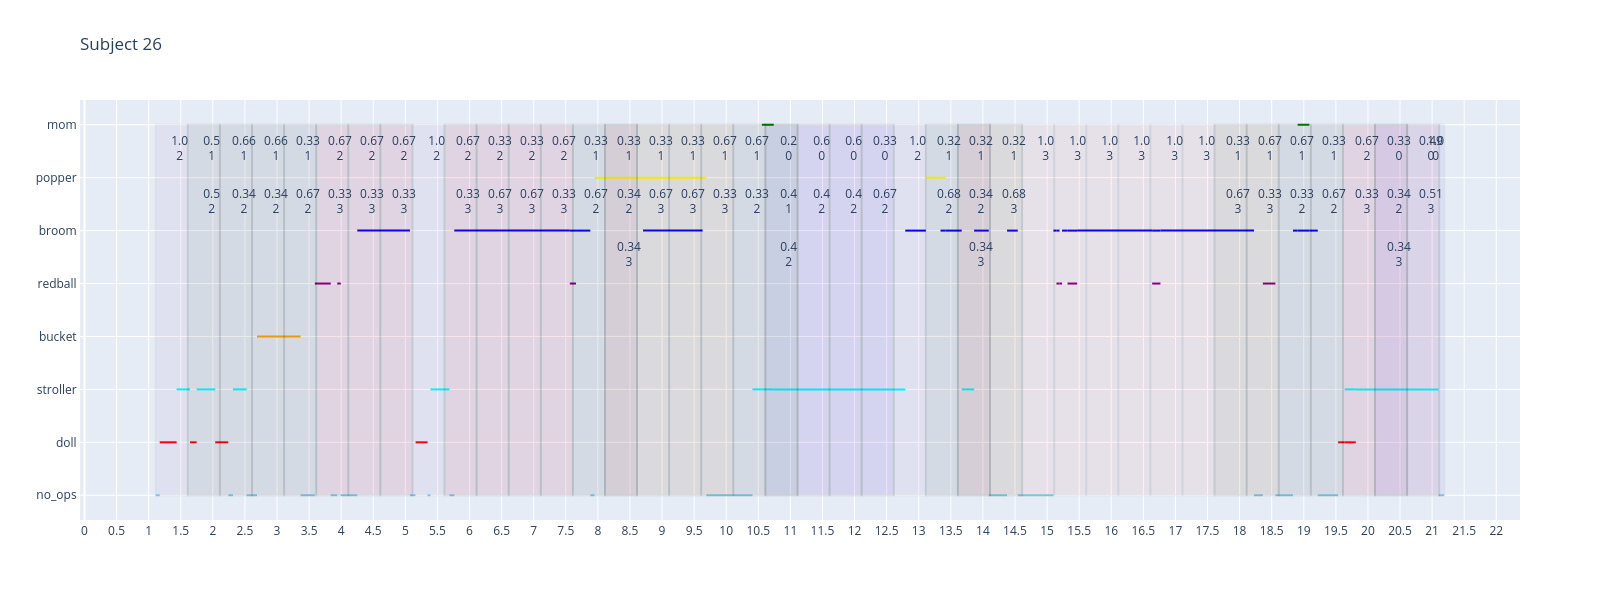 Subject 26
mom
1.0 0.5 0.66 0.66 0.33 0.67 0.67 0.67 1.0 0.67 0.33 0.33 0.67 0.33 0.33 0.33 0.33 0.67 0.67 0.2 0.6 0.6 0.33 1.0 0.32 0.32 0.32 1.0 1.0 1.0 1.0 1.0 1.0 0.33 0.67 0.67 0.33 0.67 0.33
2 1 1 1 1 2 2 2 2 2 2 2 2 1 1 1 1 1 1 0 0 0 0 2 1 1 1 3 3 3 3 3 3 1 1 1 1 2 0 0 0
popper
0.5 0.34 0.34 0.67 0.33 0.33 0.33 0.33 0.67 0.67 0.33 0.67 0.34 0.67 0.67 0.33 0.33 0.4 0.4 0.4 0.67 0.68 0.34 0.68 0.67 0.33 0.33 0.67 0.33 0.34 0.51
2 2 2 2 3 3 3 3 3 3 3 2 2 3 3 3 2 1 2 2 2 2 2 3 3 3 2 2 3 2 3
broom
0.34 0.4 0.34 0.34
3 2 3 3
redball
bucket
stroller
doll
no_ops
0 0.5 1 1.5 2 2.5 3 3.5 4 4.5 5 5.5 6 6.5 7 7.5 8 8.5 9 9.5 10 10.5 11 11.5 12 12.5 13 13.5 14 14.5 15 15.5 16 16.5 17 17.5 18 18.5 19 19.5 20 20.5 21 21.5 22